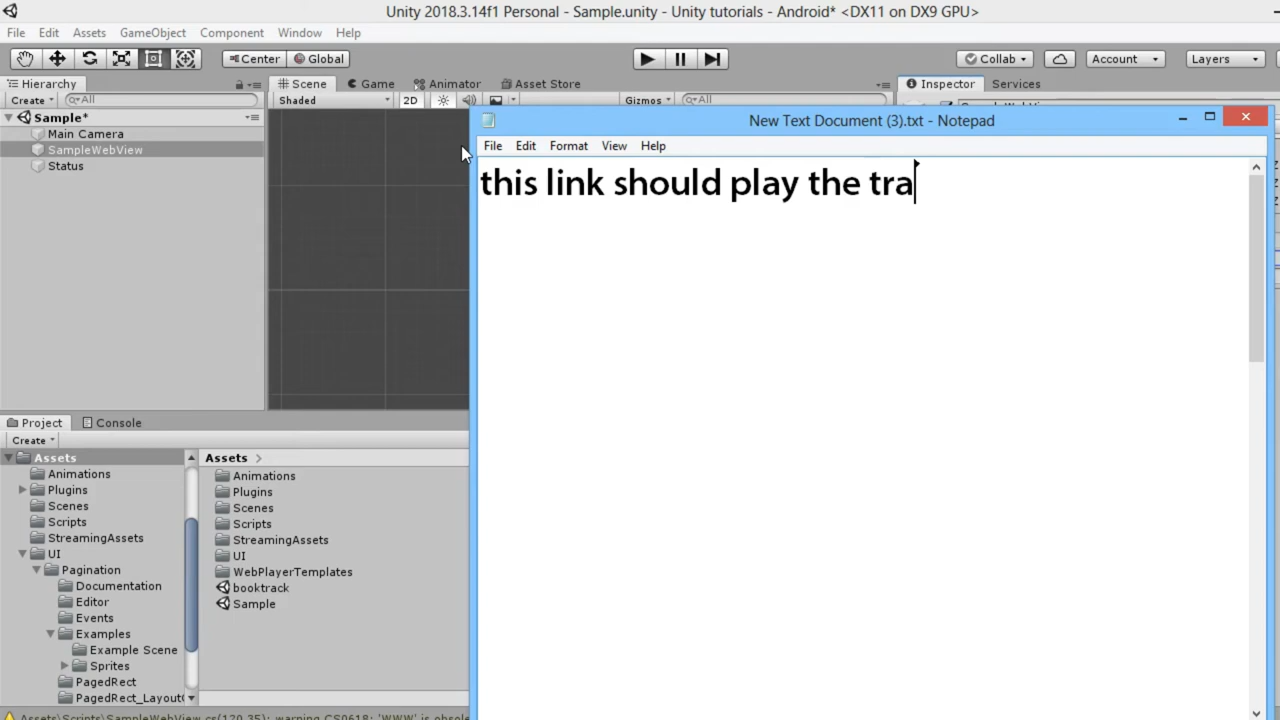 Unity 2018.3.14f1 Personal - Sample.unity - Unity tutorials - Android* <DX11 on DX9 GPU>
File Edit Assets GameObject Component Window Help
Center Global Collab Account Layers
Hierarchy Scene Game Animator Asset Store Inspector Services
Create All Shaded 2D Gizmos All
Sample*
Main Camera
SampleWebView
Status
New Text Document (3).txt - Notepad
File Edit Format View Help
this link should play the tra
Project Console
Create
Assets
Animations
Plugins
Scenes
Scripts
StreamingAssets
UI
Pagination
Documentation
Editor
Events
Examples
Example Scene
Sprites
PagedRect
Assets
Animations
Plugins
Scenes
Scripts
StreamingAssets
UI
WebPlayerTemplates
booktrack
Sample